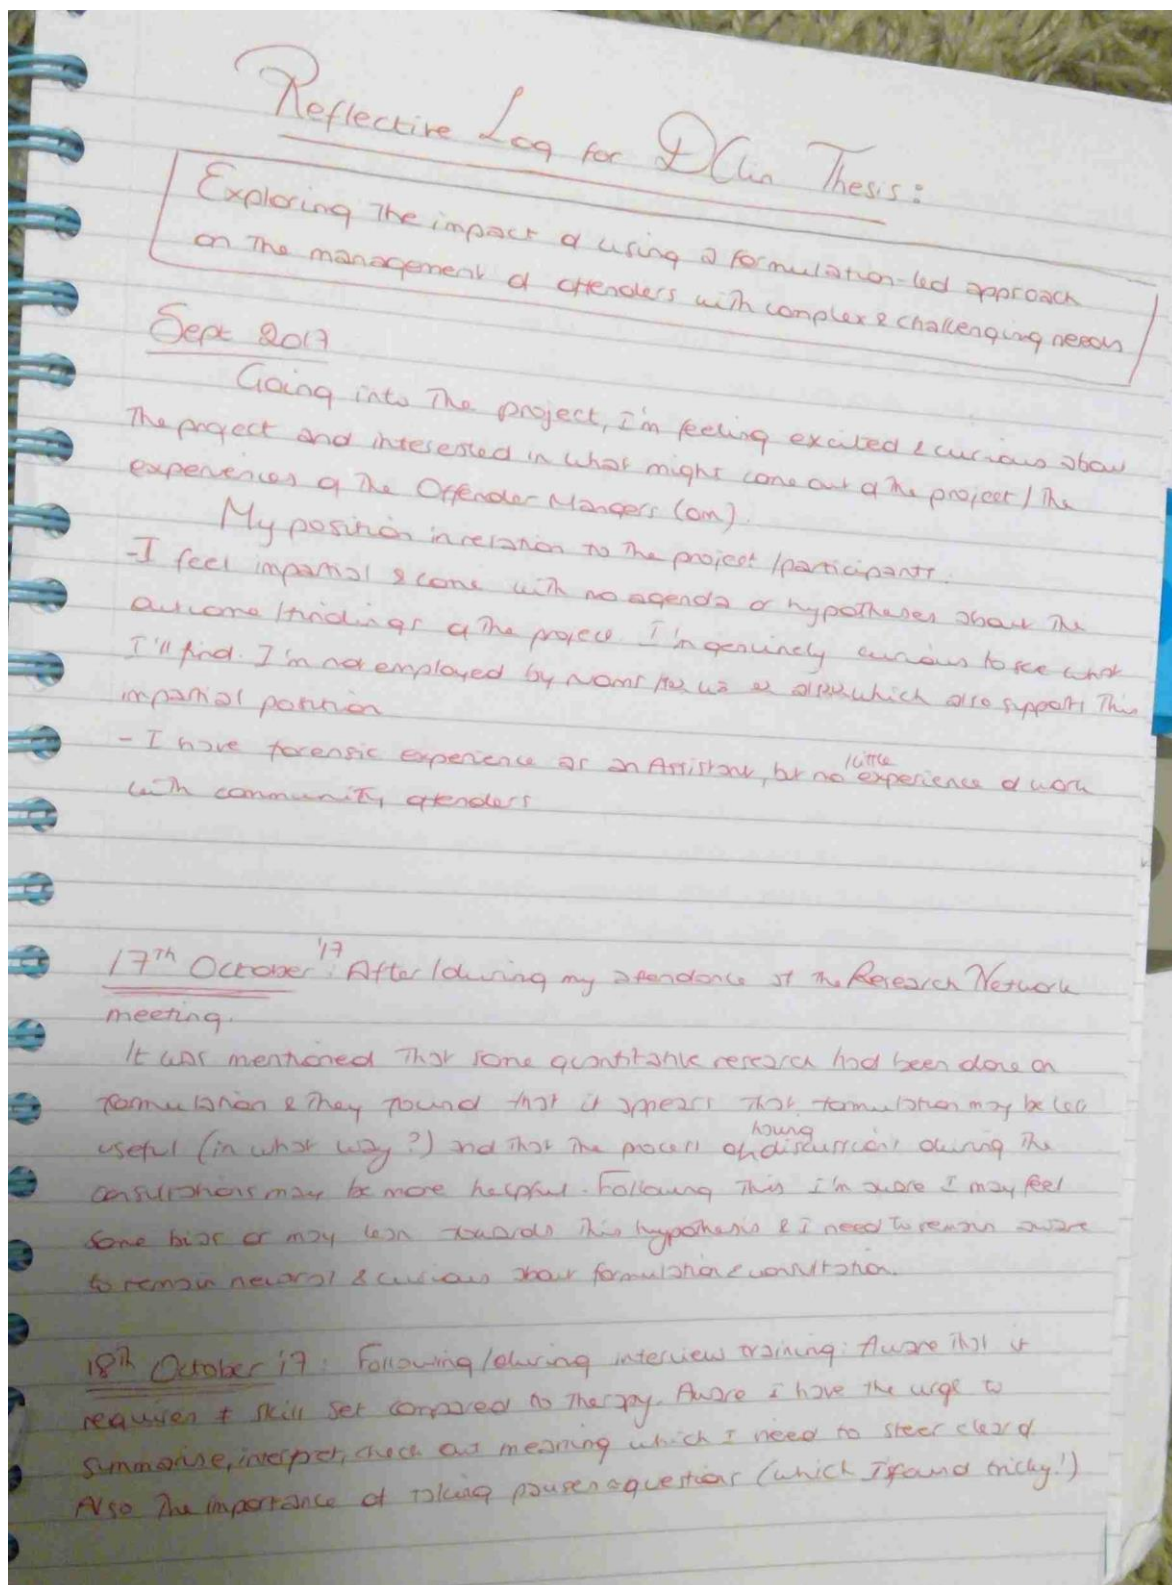 Reflective Log for DClin Thesis:
Exploring The impact of using a formulation-led approach
on The management of offenders with complex & challenging needs
Sept 2017
Going into The project, I'm feeling excited & curious about
The project and interested in what might come out of the project / The
experiences of The Offender Mangers (om).
My position in relation to The project / participants.
-I feel impartial & come with no agenda or hypotheses about The
outcome / findings of The project. I'm genuinely curious to see what
I'll find. I'm not employed by which also supports This
impartial position
- I have forensic experience as an Assistant, but no little experience of work
with community offenders
17th October '17: After / during my attendance at The Research Network
meeting.
It was mentioned That some quantitative research had been done on
formulation & They found that it appears That formulation may be less
useful (in what way?) and that The process of having discussions during The
consultations may be more helpful. Following This i'm aware I may feel
some bias or may lean towards This hypothesis & I need to remain aware
to remain neutral & curious about formulation & consultation.
18th October '17: Following / during interview training: Aware that it
requires ≠ skill set compared to Therapy. Aware i have the urge to
summarise, interpret, check out meaning which I need to steer clear of
Also The importance of taking pauses questions (which I found tricky!)